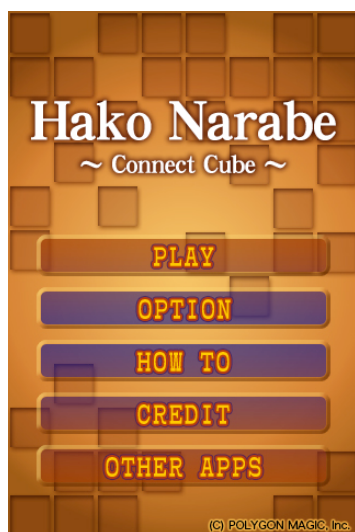 Hako Narabe
～ Connect Cube ～
PLAY
OPTION
HOW TO
CREDIT
OTHER APPS
(C) POLYGON MAGIC, Inc.